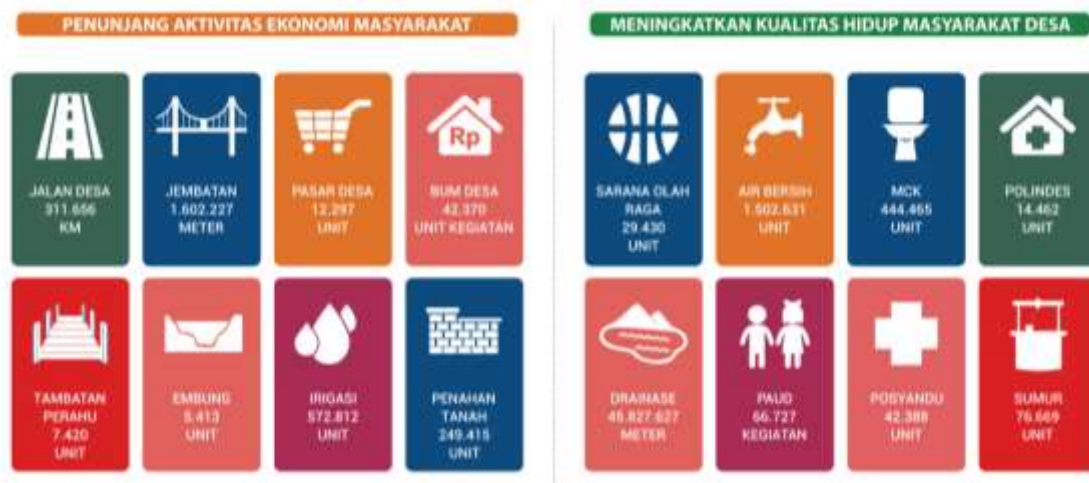 PENUNJANG AKTIVITAS EKONOMI MASYARAKAT
JALAN DESA
311.656
KM
JEMBATAN
1.602.227
METER
PASAR DESA
12.297
UNIT
Rp
BUM DESA
42.370
UNIT KEGIATAN
TAMBATAN
PERAHU
7.420
UNIT
EMBUNG
5.413
UNIT
IRIGASI
572.812
UNIT
PENAHAN
TANAH
249.415
UNIT
MENINGKATKAN KUALITAS HIDUP MASYARAKAT DESA
SARANA OLAH
RAGA
29.430
UNIT
AIR BERSIH
1.502.631
UNIT
MCK
444.465
UNIT
POLINDES
14.462
UNIT
DRAINASE
45.827.627
METER
PAUD
66.727
KEGIATAN
POSYANDU
42.388
UNIT
SUMUR
76.669
UNIT